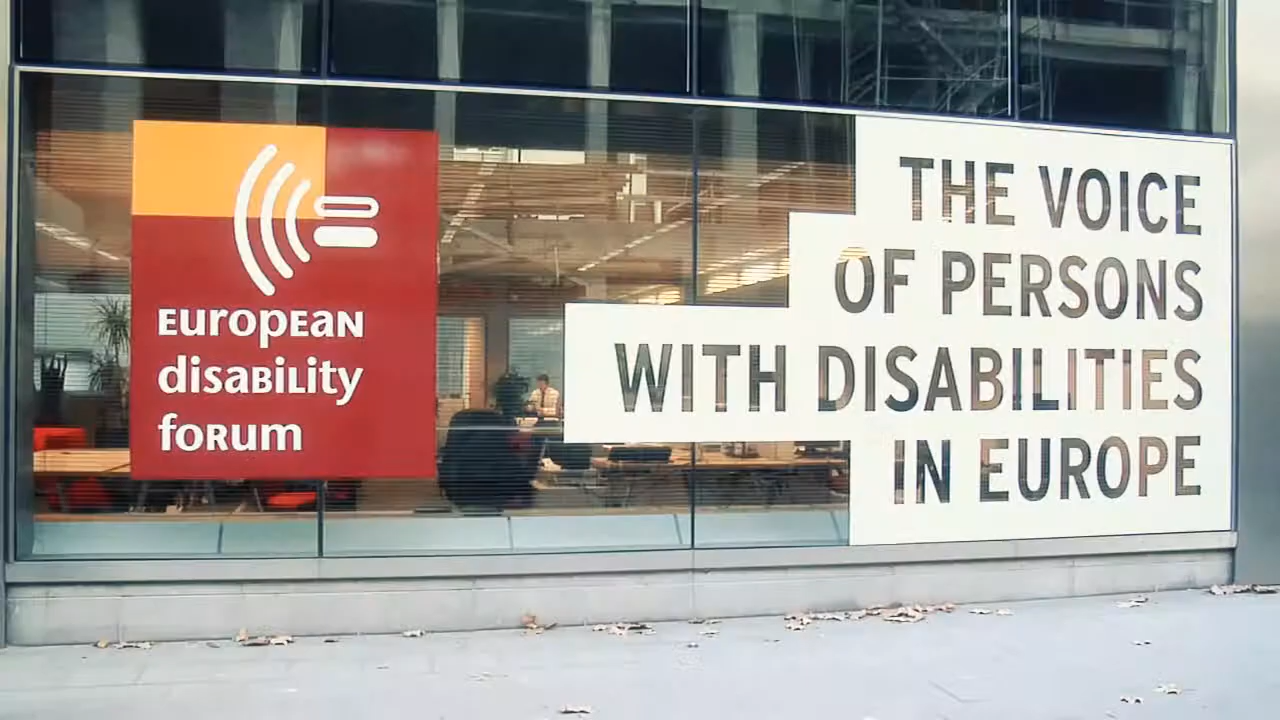 EUROPEAN
disability
forum
THE VOICE
OF PERSONS
WITH DISABILITIES
IN EUROPE